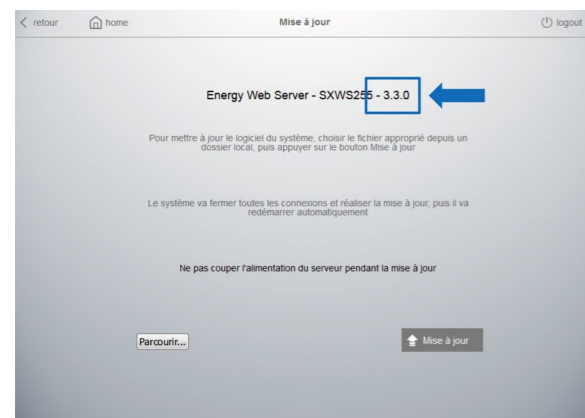 retour home Mise à jour logout
Energy Web Server - SXWS255 - 3.3.0
Pour mettre à jour le logiciel du système, choisir le fichier approprié depuis un
dossier local, puis appuyer sur le bouton Mise à jour
Le système va fermer toutes les connexions et réaliser la mise à jour, puis il va
redémarrer automatiquement
Ne pas couper l'alimentation du serveur pendant la mise à jour
Parcourir... Mise à jour